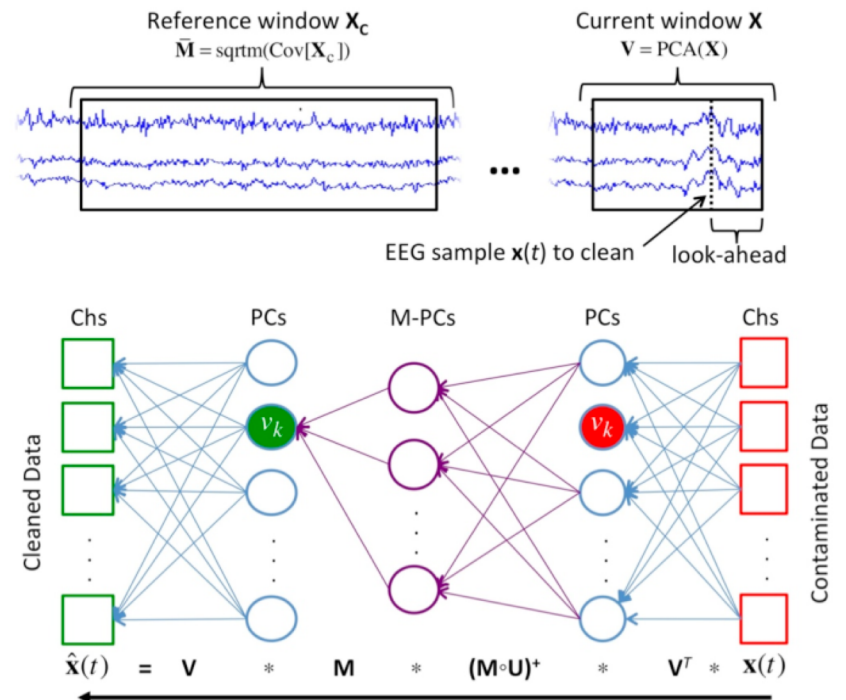 Reference window X_c
M̄ = sqrtm(Cov[X_c])
Current window X
V = PCA(X)
...
EEG sample x(t) to clean
look-ahead
Chs PCs M-PCs PCs Chs
v_k
v_k
Cleaned Data
Contaminated Data
x̂(t) = V * M * (M∘U)⁺ * Vᵀ * x(t)